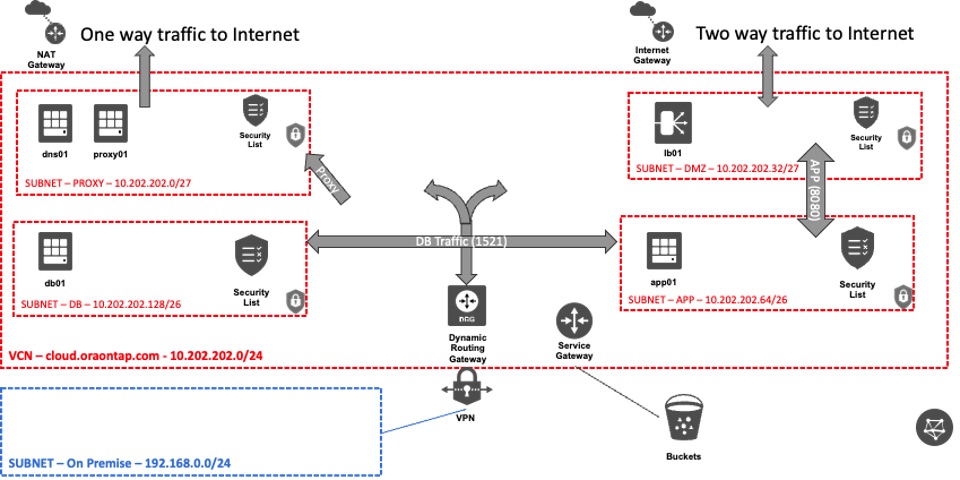 One way traffic to Internet
NAT
Gateway
Two way traffic to Internet
Internet
Gateway
dns01
proxy01
Security
List
SUBNET – PROXY – 10.202.202.0/27
Proxy
lb01
Security
List
SUBNET – DMZ – 10.202.202.32/27
APP (8080)
DB Traffic (1521)
db01
Security
List
SUBNET – DB – 10.202.202.128/26
app01
Security
List
SUBNET – APP – 10.202.202.64/26
DRG
Dynamic
Routing
Gateway
Service
Gateway
VCN – cloud.oraontap.com - 10.202.202.0/24
VPN
Buckets
SUBNET – On Premise – 192.168.0.0/24